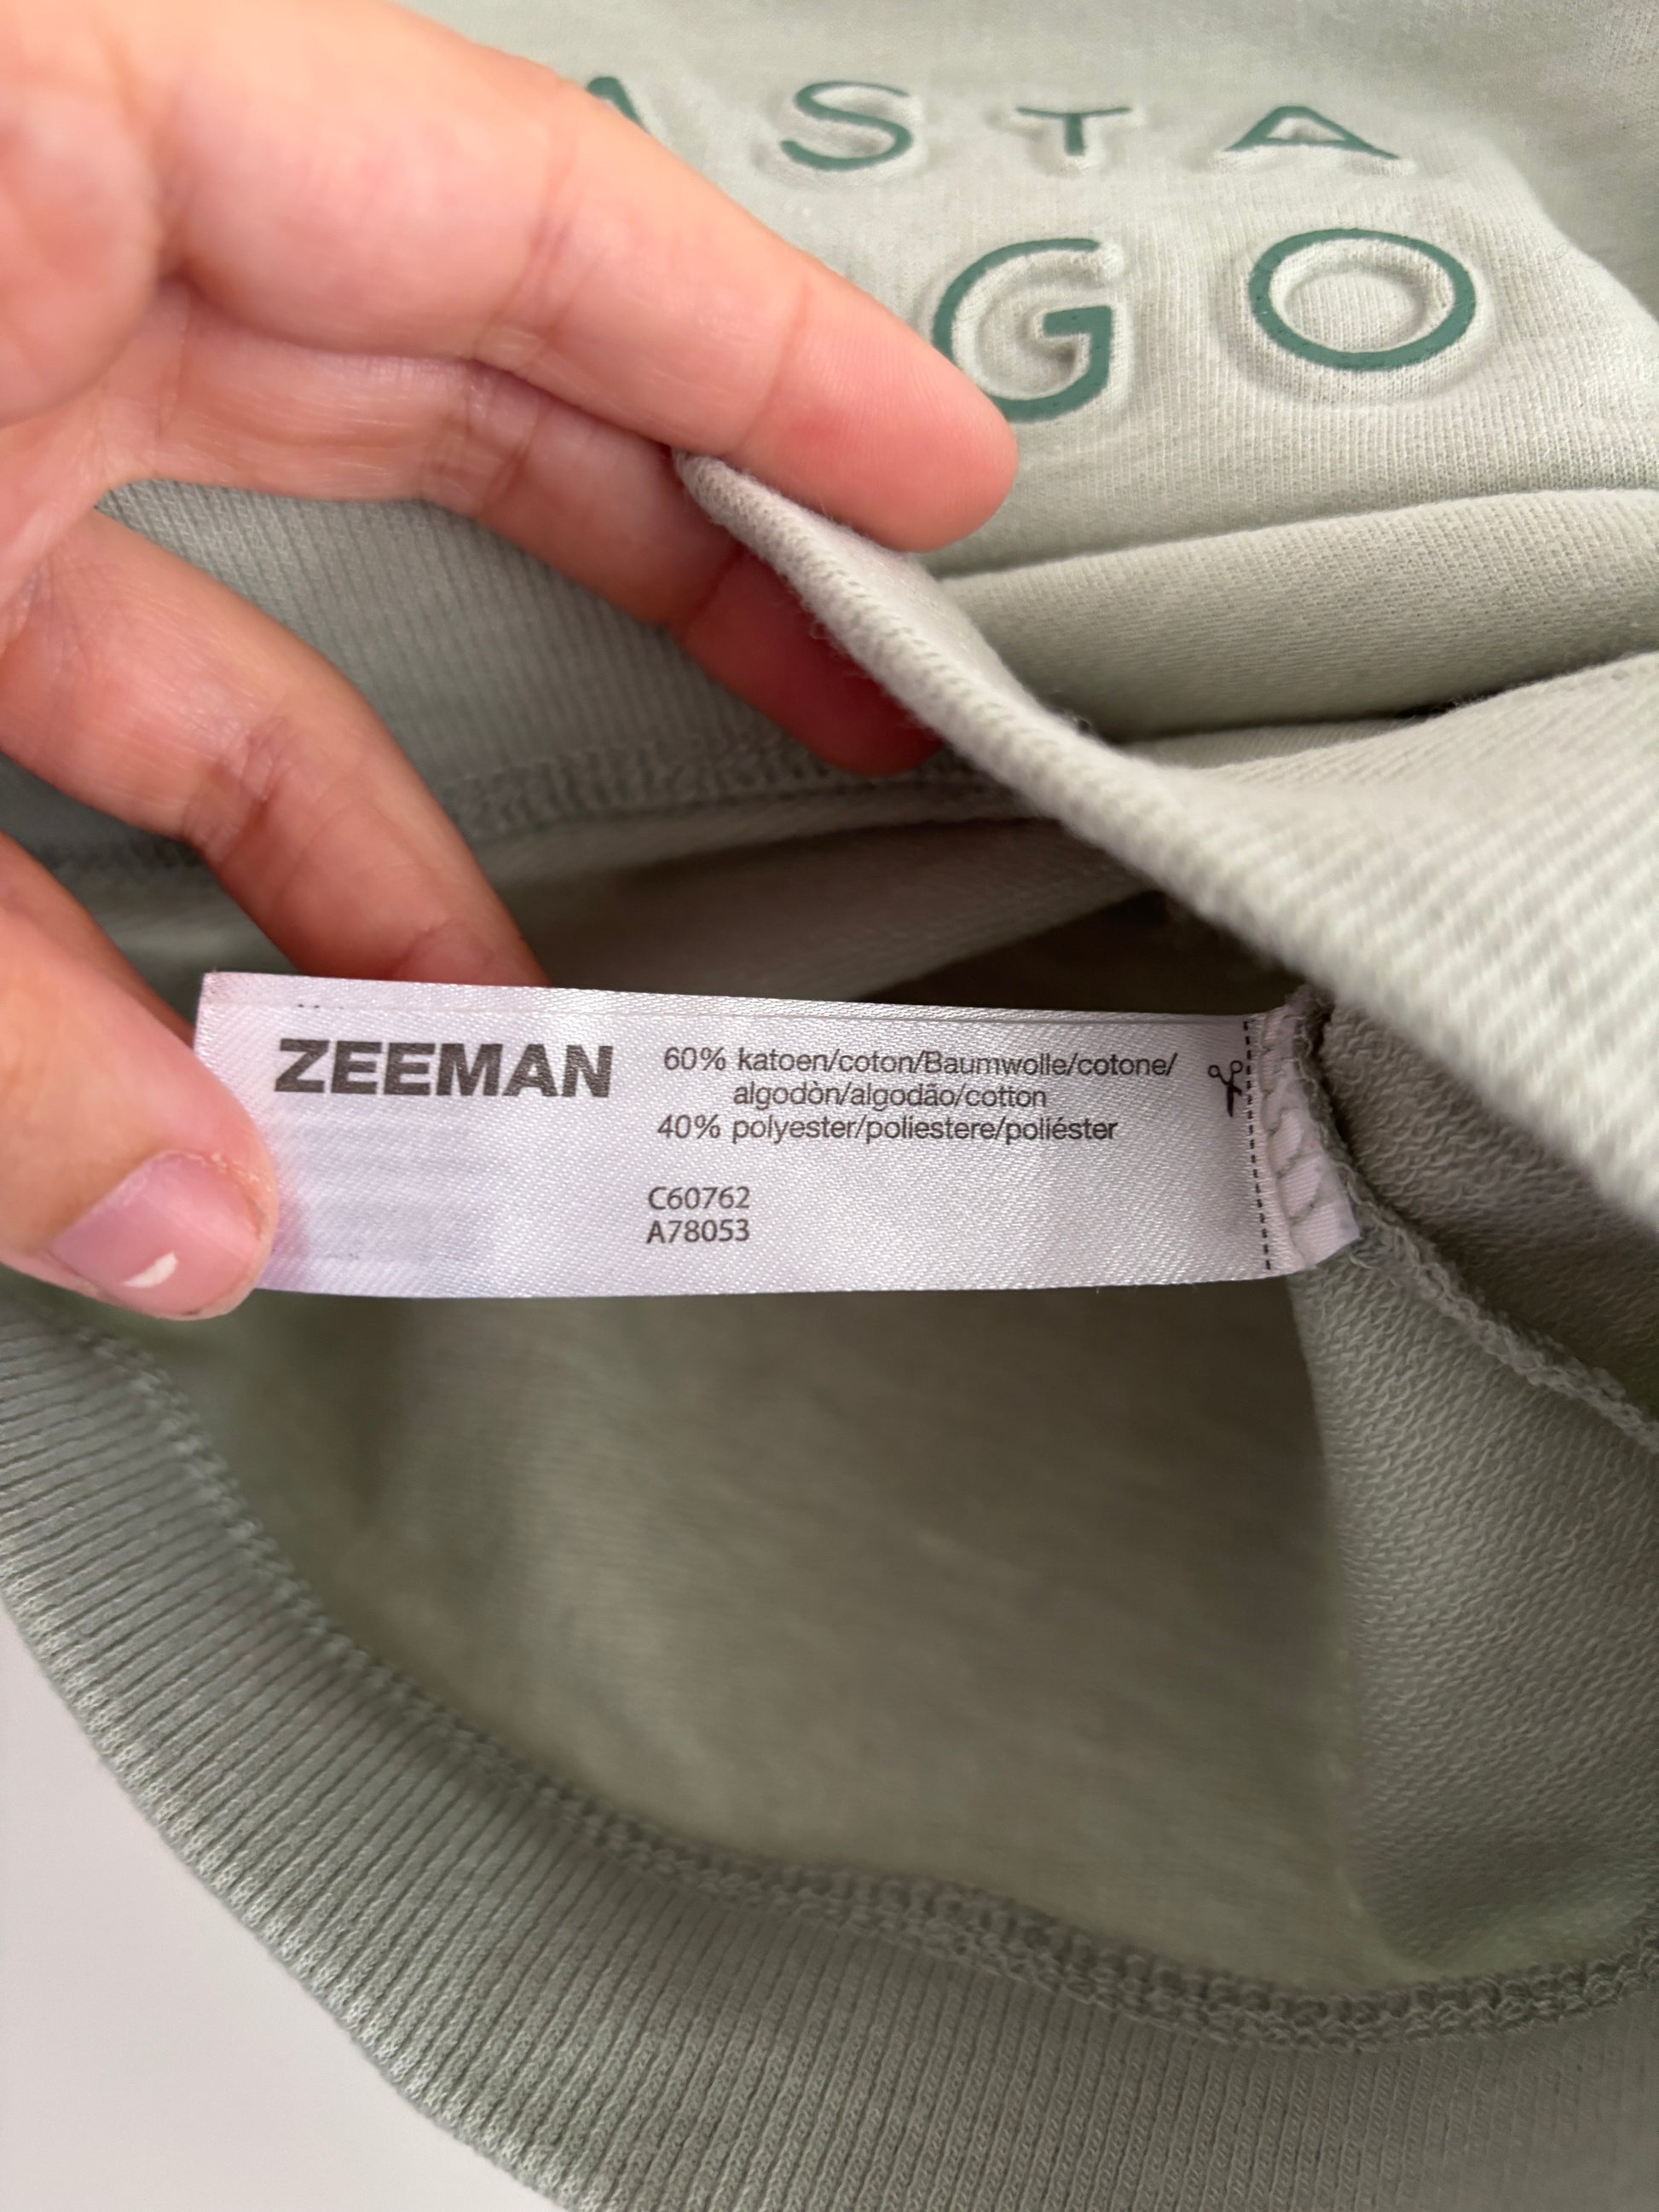 ASTA
GO
ZEEMAN
60% katoen/coton/Baumwolle/cotone/
algodòn/algodão/cotton
40% polyester/poliestere/poliéster
C60762
A78053